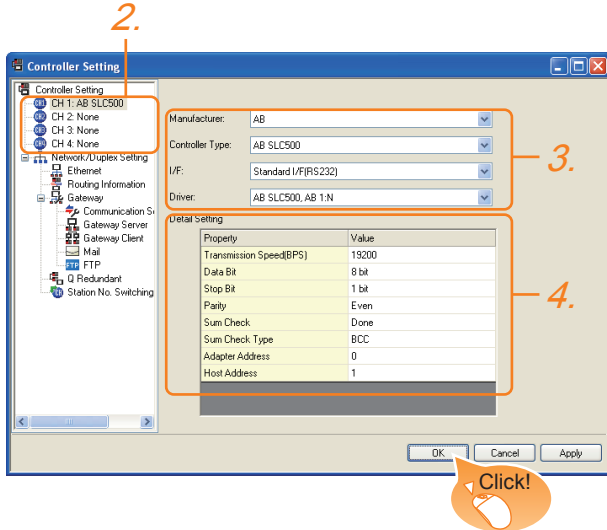 2.
Controller Setting
Controller Setting
CH 1: AB SLC500
CH 2: None
CH 3: None
CH 4: None
Network/Duplex Setting
Ethernet
Routing Information
Gateway
Communication S
Gateway Server
Gateway Client
Mail
FTP
FTP
Q Redundant
Station No. Switching
Manufacturer: AB
Controller Type: AB SLC500
I/F: Standard I/F(RS232)
Driver: AB SLC500, AB 1:N
3.
Detail Setting
Property Value
Transmission Speed(BPS) 19200
Data Bit 8 bit
Stop Bit 1 bit
Parity Even
Sum Check Done
Sum Check Type BCC
Adapter Address 0
Host Address 1
4.
OK Cancel Apply
Click!